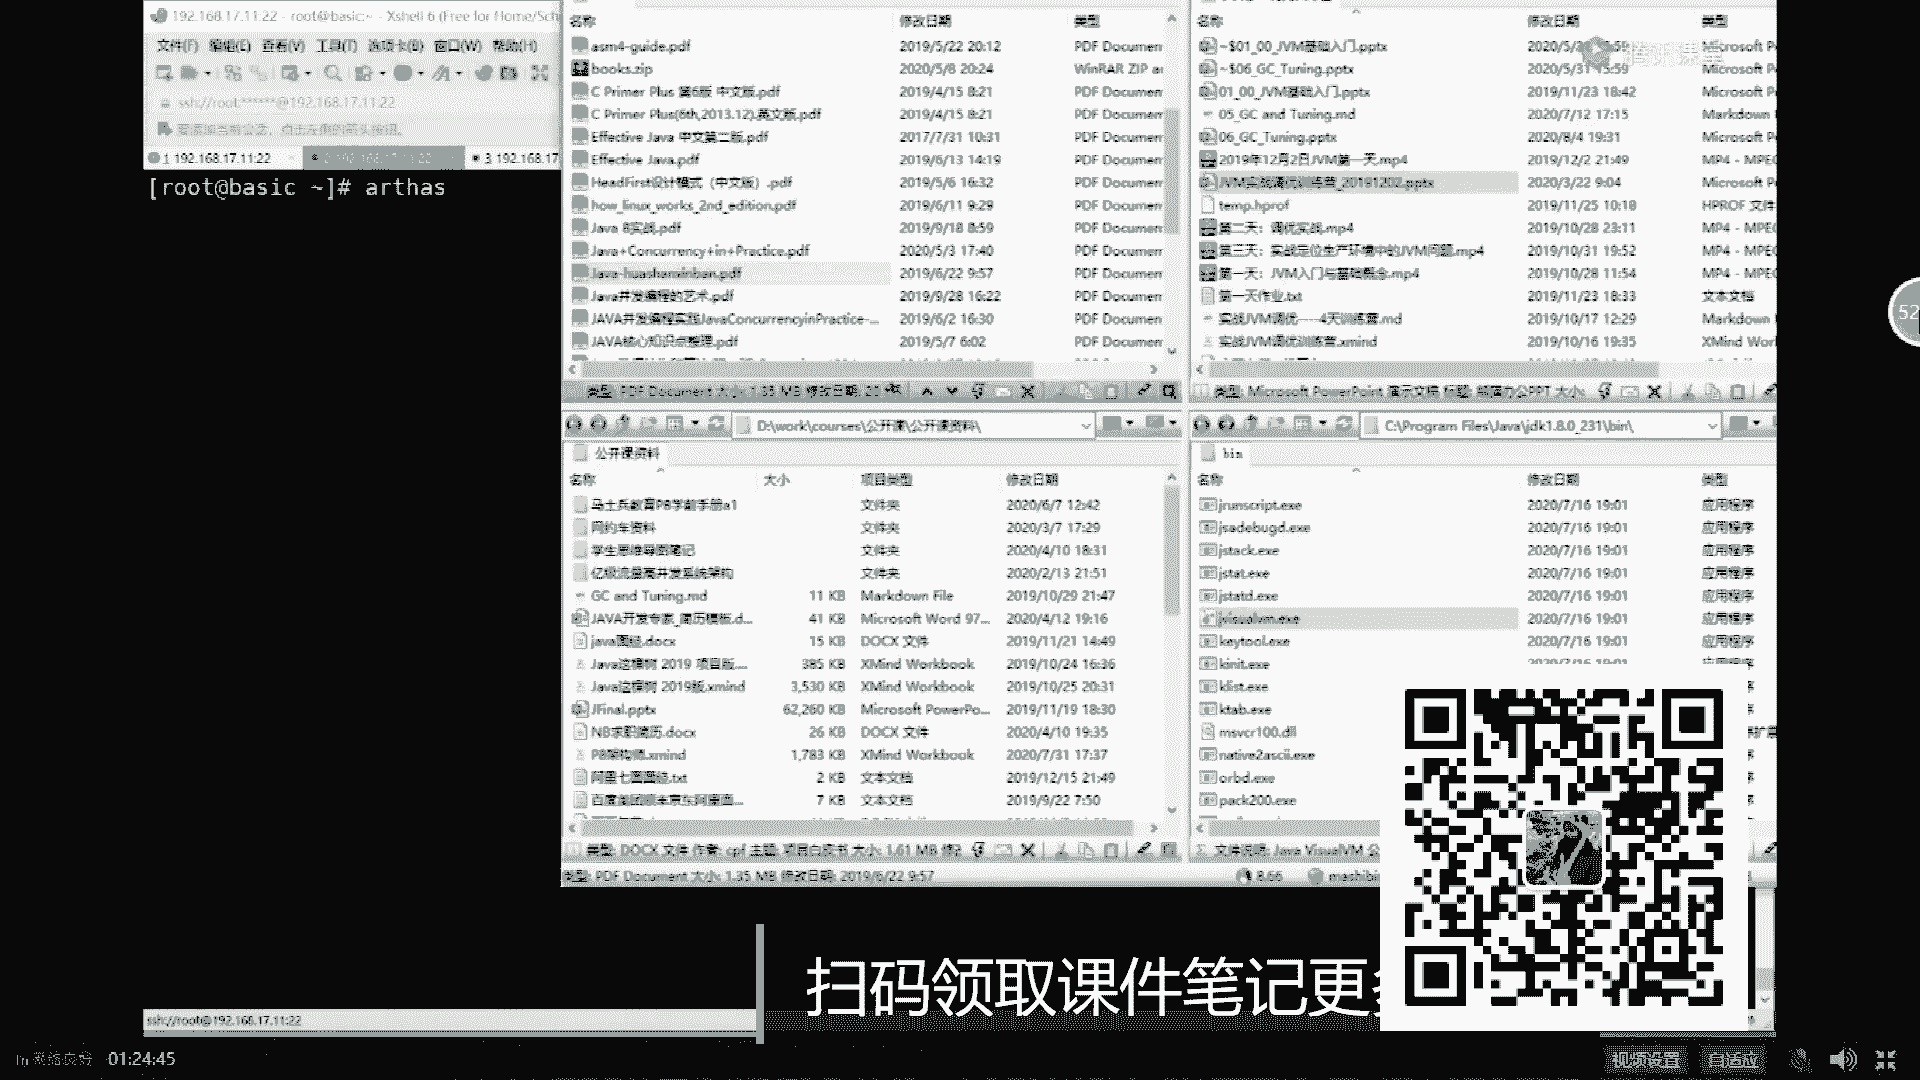 192.168.17.11:22 - root@basic:~ - Xshell 6 (Free for Home/Sch
文件(F) 编辑(E) 查看(V) 工具(T) 选项卡(B) 窗口(W) 帮助(H)
ssh://root:******@192.168.17.11:22
要添加当前会话，点击左侧的箭头按钮。
1 192.168.17.11:22
2 192.168.17.11:22
3 192.168.17
[root@basic ~]# arthas
ssh://root@192.168.17.11:22
名称 修改日期 类型
asm4-guide.pdf 2019/5/22 20:12 PDF Documen
books.zip 2020/5/8 20:24 WinRAR ZIP ar
C Primer Plus 第6版 中文版.pdf 2019/4/15 8:21 PDF Documen
C Primer Plus(6th,2013.12).英文版.pdf 2019/4/15 8:21 PDF Documen
Effective Java 中文第二版.pdf 2017/7/31 10:31 PDF Documen
Effective Java.pdf 2019/6/13 14:19 PDF Documen
HeadFirst设计模式（中文版）.pdf 2019/5/6 16:32 PDF Documen
how_linux_works_2nd_edition.pdf 2019/6/11 9:29 PDF Documen
Java 8实战.pdf 2019/9/18 8:59 PDF Documen
Java+Concurrency+in+Practice.pdf 2020/5/3 17:40 PDF Documen
Java-huashanxinban.pdf 2019/6/22 9:57 PDF Documen
Java并发编程的艺术.pdf 2019/9/28 16:22 PDF Documen
JAVA并发编程实践JavaConcurrencyinPractice-... 2019/6/2 16:30 PDF Documen
JAVA核心知识点整理.pdf 2019/5/7 6:02 PDF Documen
类型: PDF Document 大小: 1.35 MB 修改日期: 20
名称 修改日期 类型
~$01_00_JVM基础入门.pptx Microsoft P
~$06_GC_Tuning.pptx 2020/5/31 15:59 Microsoft P
01_00_JVM基础入门.pptx 2019/11/23 18:42 Microsoft P
05_GC and Tuning.md 2020/7/12 17:15 Markdown
06_GC_Tuning.pptx 2020/8/4 19:31 Microsoft P
2019年12月2日JVM第一天.mp4 2019/12/2 21:49 MP4 - MPEG
JVM实战调优训练营_20191202.pptx 2020/3/22 9:04 Microsoft P
temp.hprof 2019/11/25 10:18 HPROF 文件
第二天：调优实战.mp4 2019/10/28 23:11 MP4 - MPEG
第三天：实战定位生产环境中的JVM问题.mp4 2019/10/31 19:52 MP4 - MPEG
第一天：JVM入门与基础概念.mp4 2019/10/28 11:54 MP4 - MPEG
第一天作业.txt 2019/11/23 18:33 文本文档
实战JVM调优——4天训练营.md 2019/10/17 12:29 Markdown
实战JVM调优训练营.xmind 2019/10/16 19:35 XMind Work
类型: Microsoft PowerPoint 演示文稿 标题: 部落办公PPT 大小:
腾讯课堂
52
D:\work\courses\公开课\公开课资料\
公开课资料
名称 大小 项目类型 修改日期
马士兵教育P8学前手册a1 文件夹 2020/6/7 12:42
网约车资料 文件夹 2020/3/7 17:29
学生思维导图笔记 文件夹 2020/4/10 18:31
亿级流量高并发系统架构 文件夹 2020/2/13 21:51
GC and Tuning.md 11 KB Markdown File 2019/10/29 21:47
JAVA开发专家_简历模板.d... 41 KB Microsoft Word 97... 2020/4/12 19:16
java面经.docx 15 KB DOCX 文件 2019/11/21 14:49
Java这棵树 2019 项目版.... 385 KB XMind Workbook 2019/10/24 16:36
Java这棵树 2019版.xmind 3,530 KB XMind Workbook 2019/10/25 20:31
JFinal.pptx 62,260 KB Microsoft PowerPo... 2019/11/19 18:30
NB求职简历.docx 26 KB DOCX 文件 2020/4/10 19:35
P8架构师.xmind 1,783 KB XMind Workbook 2020/7/31 17:37
阿里七面面经.txt 2 KB 文本文档 2019/12/15 21:49
7 KB 文本文档 2019/9/22 7:50
类型: DOCX 文件 作者: cpf 主题: 项目白皮书 大小: 1.61 MB
类型: PDF Document 大小: 1.35 MB 修改日期: 2019/6/22 9:57
C:\Program Files\Java\jdk1.8.0_231\bin\
bin
名称 修改日期 类型
jrunscript.exe 2020/7/16 19:01 应用程序
jsadebugd.exe 2020/7/16 19:01 应用程序
jstack.exe 2020/7/16 19:01 应用程序
jstat.exe 2020/7/16 19:01 应用程序
jstatd.exe 2020/7/16 19:01 应用程序
jvisualvm.exe 2020/7/16 19:01 应用程序
keytool.exe 2020/7/16 19:01 应用程序
kinit.exe 2020/7/16 19:01 应用程序
klist.exe
ktab.exe
msvcr100.dll
native2ascii.exe
orbd.exe
pack200.exe
文件说明: Java VisualVM
8.66 mashibin
扫码领取课件笔记更多
网络良好 01:24:45
视频设置 自适应